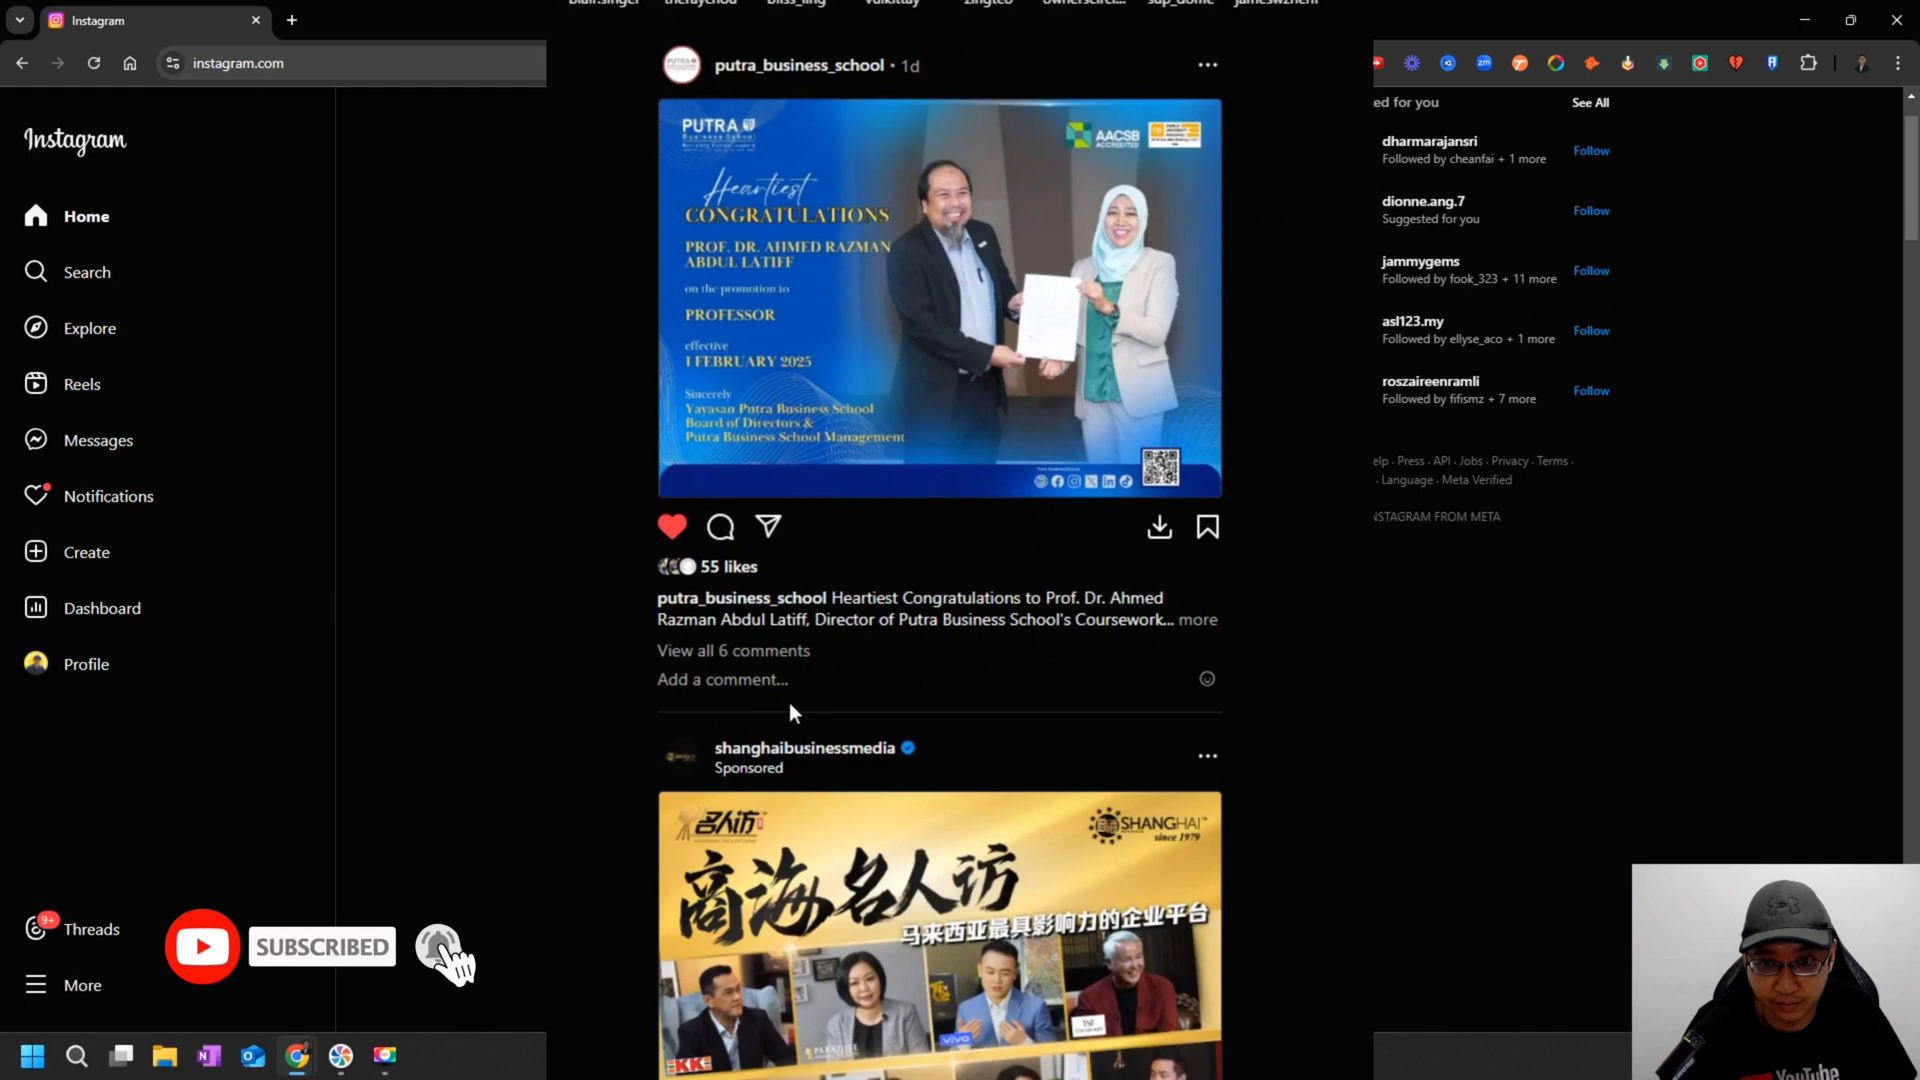 Instagram
instagram.com
Instagram
Home
Search
Explore
Reels
Messages
Notifications
Create
Dashboard
Profile
9+
Threads
More
SUBSCRIBED
putra_business_school • 1d
PUTRA
Business School
AACSB
ACCREDITED
Heartiest
CONGRATULATIONS
PROF. DR. AHMED RAZMAN
ABDUL LATIFF
on the promotion to
PROFESSOR
effective
1 FEBRUARY 2025
Sincerely
Yayasan Putra Business School
Board of Directors &
Putra Business School Management
55 likes
putra_business_school Heartiest Congratulations to Prof. Dr. Ahmed
Razman Abdul Latiff, Director of Putra Business School's Coursework... more
View all 6 comments
Add a comment...
shanghaibusinessmedia
Sponsored
名人访
SHANGHAI
since 1979
商海名人访
马来西亚最具影响力的企业平台
KK
PARADISE
VIVO
zm
ed for you
See All
dharmarajansri
Followed by cheanfai + 1 more
Follow
dionne.ang.7
Suggested for you
Follow
jammygems
Followed by fook_323 + 11 more
Follow
asl123.my
Followed by ellyse_aco + 1 more
Follow
roszaireenramli
Followed by fifismz + 7 more
Follow
elp · Press · API · Jobs · Privacy · Terms ·
· Language · Meta Verified
NSTAGRAM FROM META
YouTube